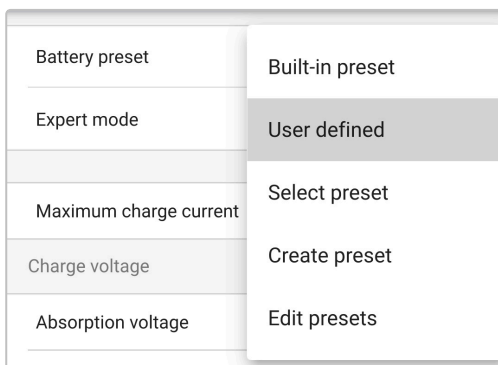 Battery preset
Expert mode
Maximum charge current
Charge voltage
Absorption voltage
Built-in preset
User defined
Select preset
Create preset
Edit presets